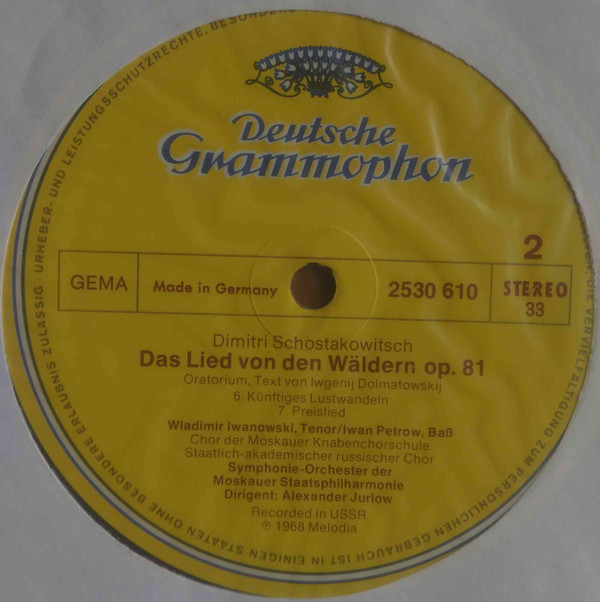 Deutsche
Grammophon
2
GEMA
Made in Germany
2530 610
STEREO
33
Dimitri Schostakowitsch
Das Lied von den Wäldern op. 81
Oratorium, Text von Iwgenij Dolmatowskij
6. Künftiges Lustwandeln
7. Preislied
Wladimir Iwanowski, Tenor/Iwan Petrow, Baß
Chor der Moskauer Knabenchorschule
Staatlich-akademischer russischer Chor
Symphonie-Orchester der
Moskauer Staatsphilharmonie
Dirigent: Alexander Jurlow
Recorded in USSR
℗ 1968 Melodia
URHEBER- UND LEISTUNGSSCHUTZRECHTE, BESONDERS
DIE VERVIELFÄLTIGUNG ZUM PERSÖNLICHEN GEBRAUCH IST IN EINIGEN STAATEN OHNE BESONDERE ERLAUBNIS ZULÄSSIG ·